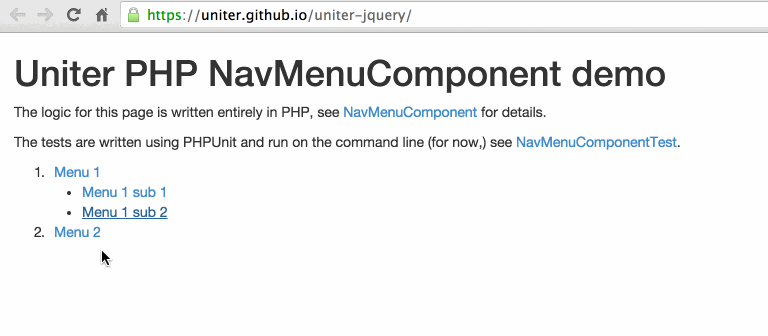 https://uniter.github.io/uniter-jquery/
Uniter PHP NavMenuComponent demo
The logic for this page is written entirely in PHP, see NavMenuComponent for details.
The tests are written using PHPUnit and run on the command line (for now,) see NavMenuComponentTest.
1. Menu 1
• Menu 1 sub 1
• Menu 1 sub 2
2. Menu 2